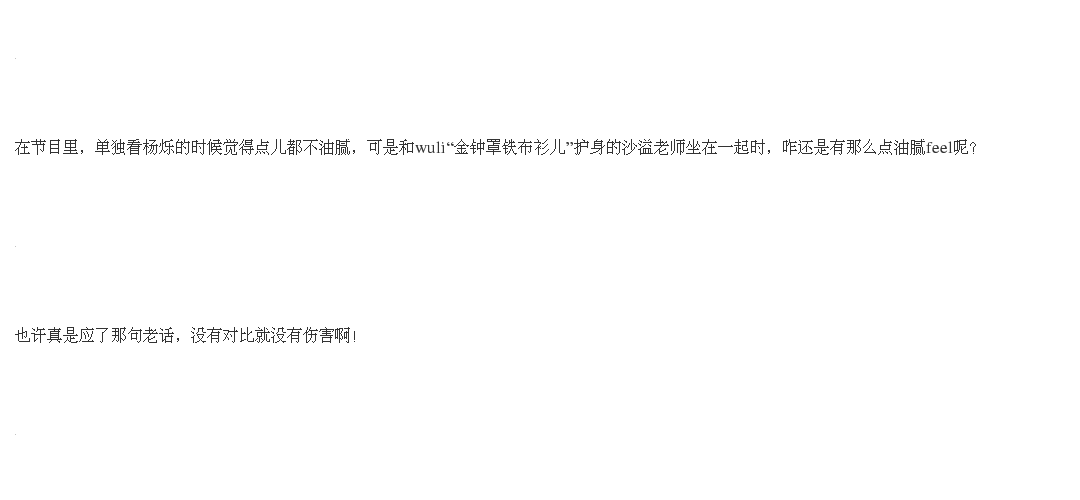 在节目里，单独看杨烁的时候觉得点儿都不油腻，可是和wuli“金钟罩铁布衫儿”护身的沙溢老师坐在一起时，咋还是有那么点油腻feel呢？
也许真是应了那句老话，没有对比就没有伤害啊！